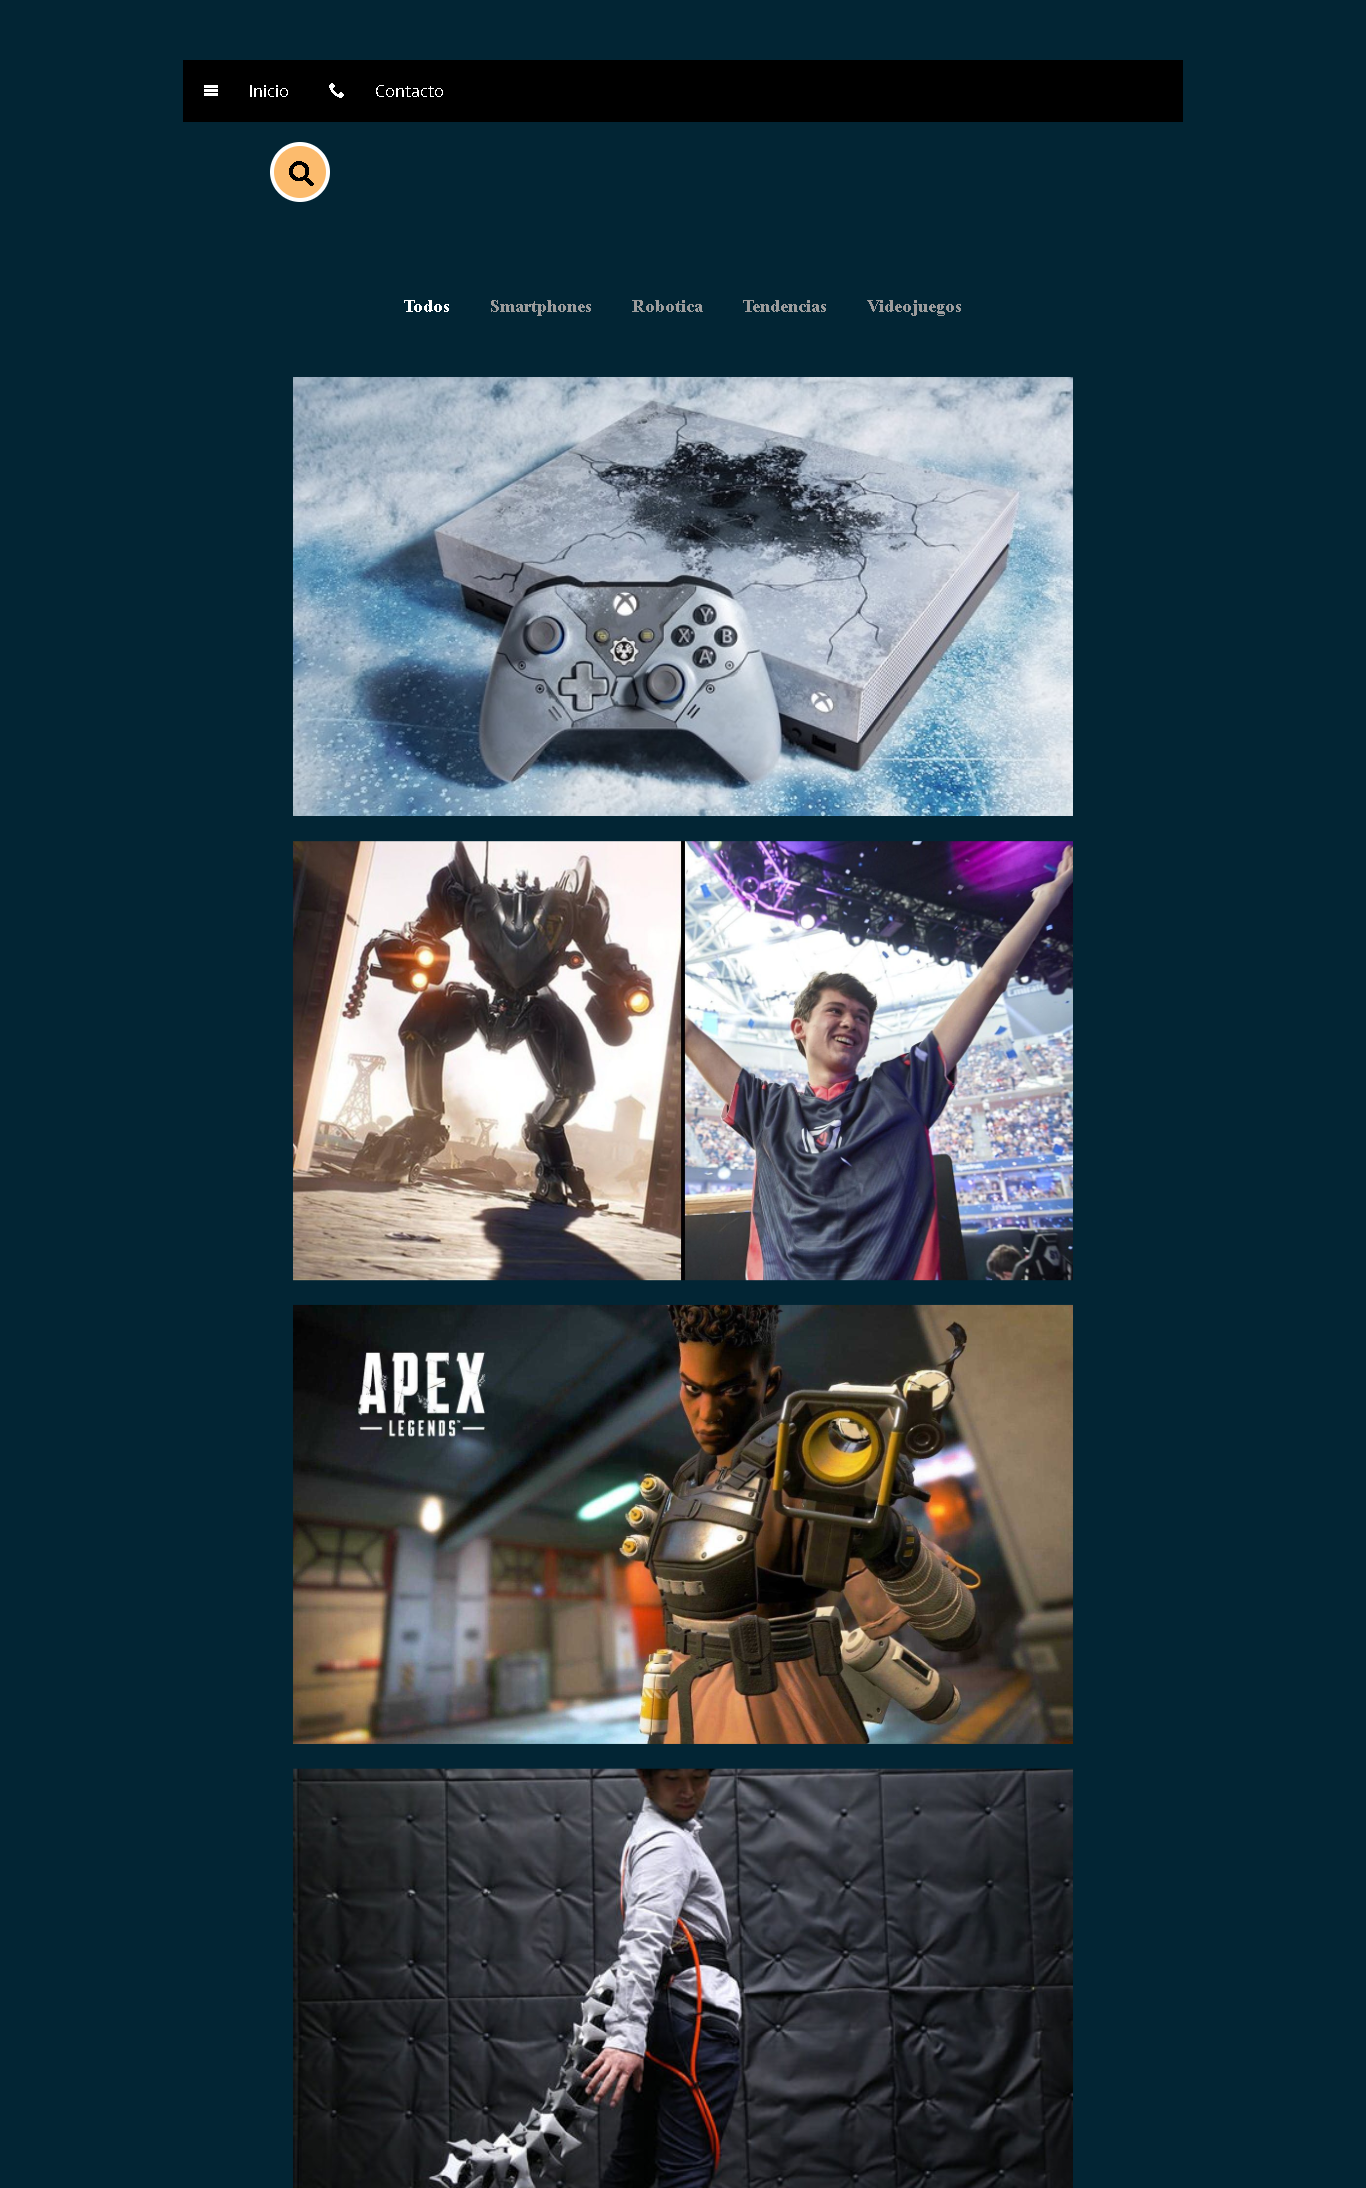 Inicio Contacto
Todos Smartphones Robotica Tendencias Videojuegos
Y
X B
A
APEX
LEGENDS